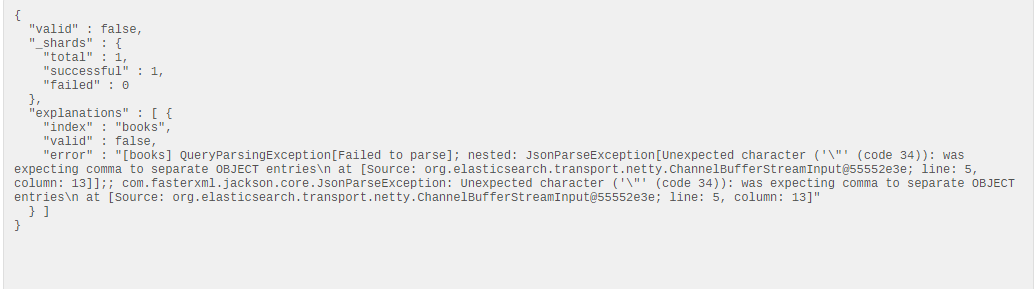 {
  "valid" : false,
  "_shards" : {
    "total" : 1,
    "successful" : 1,
    "failed" : 0
  },
  "explanations" : [ {
    "index" : "books",
    "valid" : false,
    "error" : "[books] QueryParsingException[Failed to parse]; nested: JsonParseException[Unexpected character ('\"' (code 34)): was
expecting comma to separate OBJECT entries\n at [Source: org.elasticsearch.transport.netty.ChannelBufferStreamInput@55552e3e; line: 5,
column: 13]];; com.fasterxml.jackson.core.JsonParseException: Unexpected character ('\"' (code 34)): was expecting comma to separate OBJECT
entries\n at [Source: org.elasticsearch.transport.netty.ChannelBufferStreamInput@55552e3e; line: 5, column: 13]"
  } ]
}